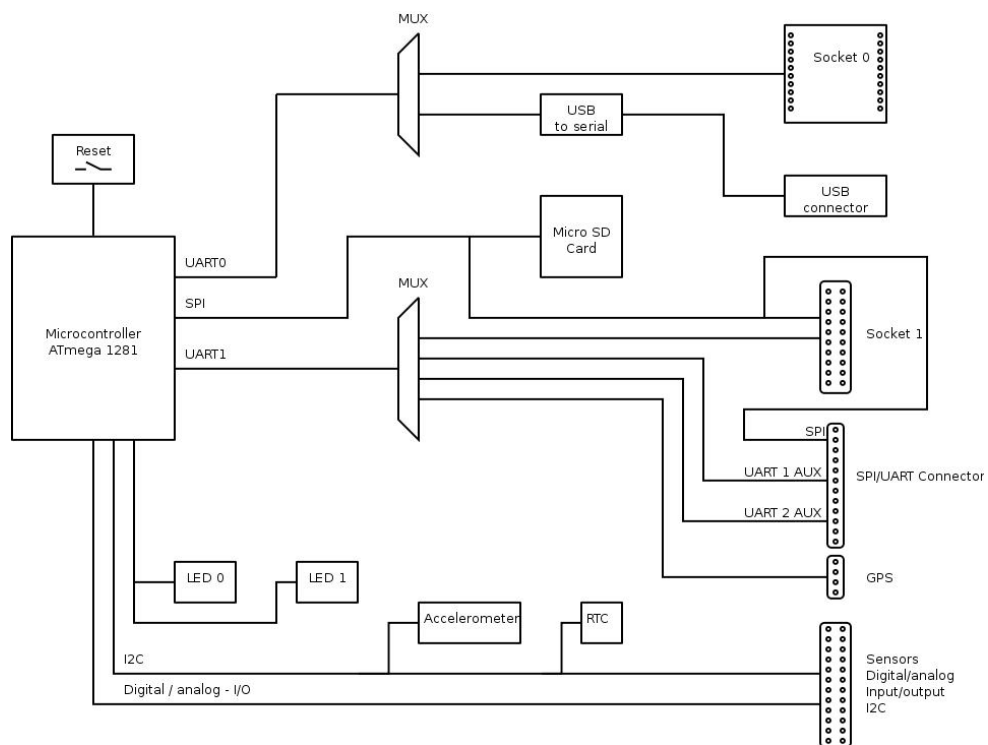 MUX
Socket 0
USB
to serial
Reset
USB
connector
Micro SD
Card
UART0
MUX
SPI
Microcontroller
ATmega 1281
Socket 1
UART1
SPI
UART 1 AUX
SPI/UART Connector
UART 2 AUX
LED 0
LED 1
GPS
Accelerometer
RTC
I2C
Sensors
Digital/analog
Input/output
I2C
Digital / analog - I/O